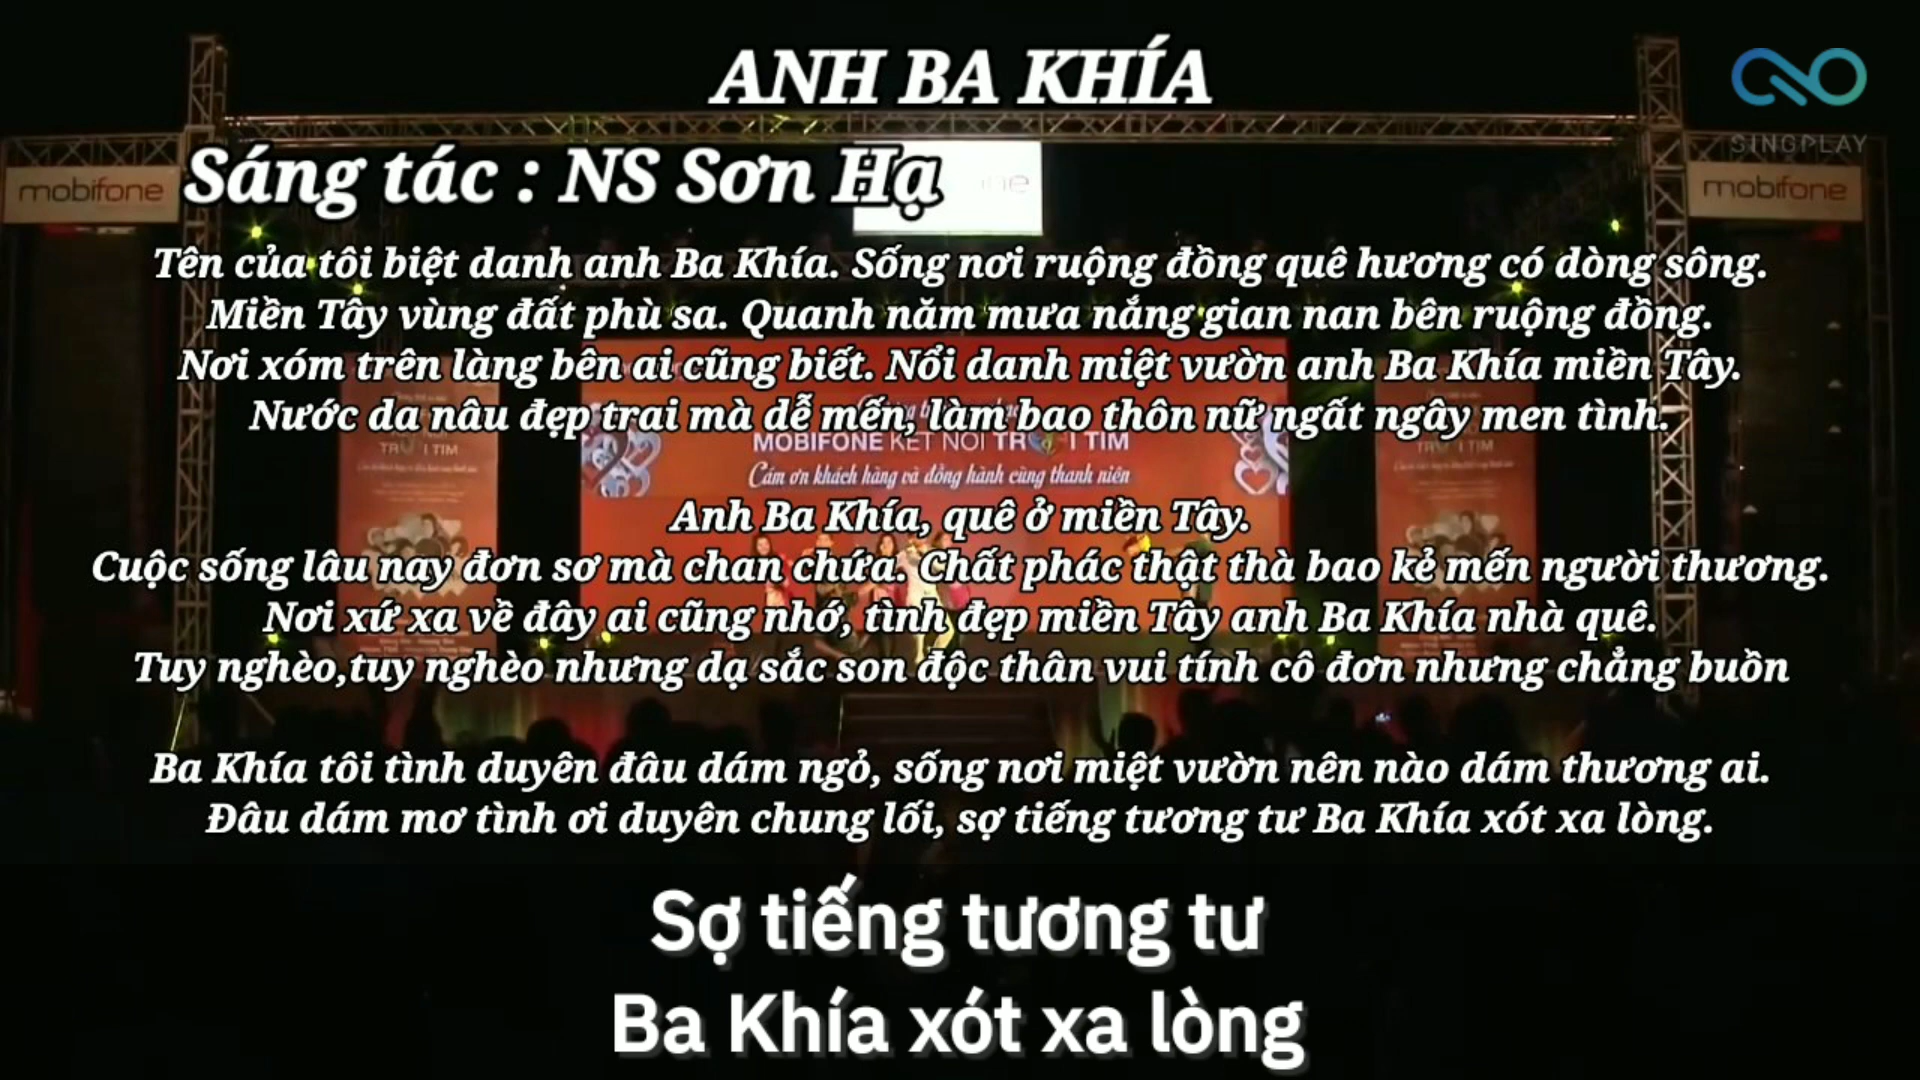 ANH BA KHÍA
SINGPLAY
Sáng tác : NS Sơn Hạ
mobifone
mobifone
Tên của tôi biệt danh anh Ba Khía. Sống nơi ruộng đồng quê hương có dòng sông.
Miền Tây vùng đất phù sa. Quanh năm mưa nắng gian nan bên ruộng đồng.
Nơi xóm trên làng bên ai cũng biết. Nổi danh miệt vườn anh Ba Khía miền Tây.
Nước da nâu đẹp trai mà dễ mến, làm bao thôn nữ ngất ngây men tình.
MOBIFONE KẾT NỐI TRÁI TIM
Cám ơn khách hàng và đồng hành cùng thanh niên
Anh Ba Khía, quê ở miền Tây.
Cuộc sống lâu nay đơn sơ mà chan chứa. Chất phác thật thà bao kẻ mến người thương.
Nơi xứ xa về đây ai cũng nhớ, tình đẹp miền Tây anh Ba Khía nhà quê.
Tuy nghèo,tuy nghèo nhưng dạ sắc son độc thân vui tính cô đơn nhưng chẳng buồn
Ba Khía tôi tình duyên đâu dám ngỏ, sống nơi miệt vườn nên nào dám thương ai.
Đâu dám mơ tình ơi duyên chung lối, sợ tiếng tương tư Ba Khía xót xa lòng.
Sợ tiếng tương tư
Ba Khía xót xa lòng